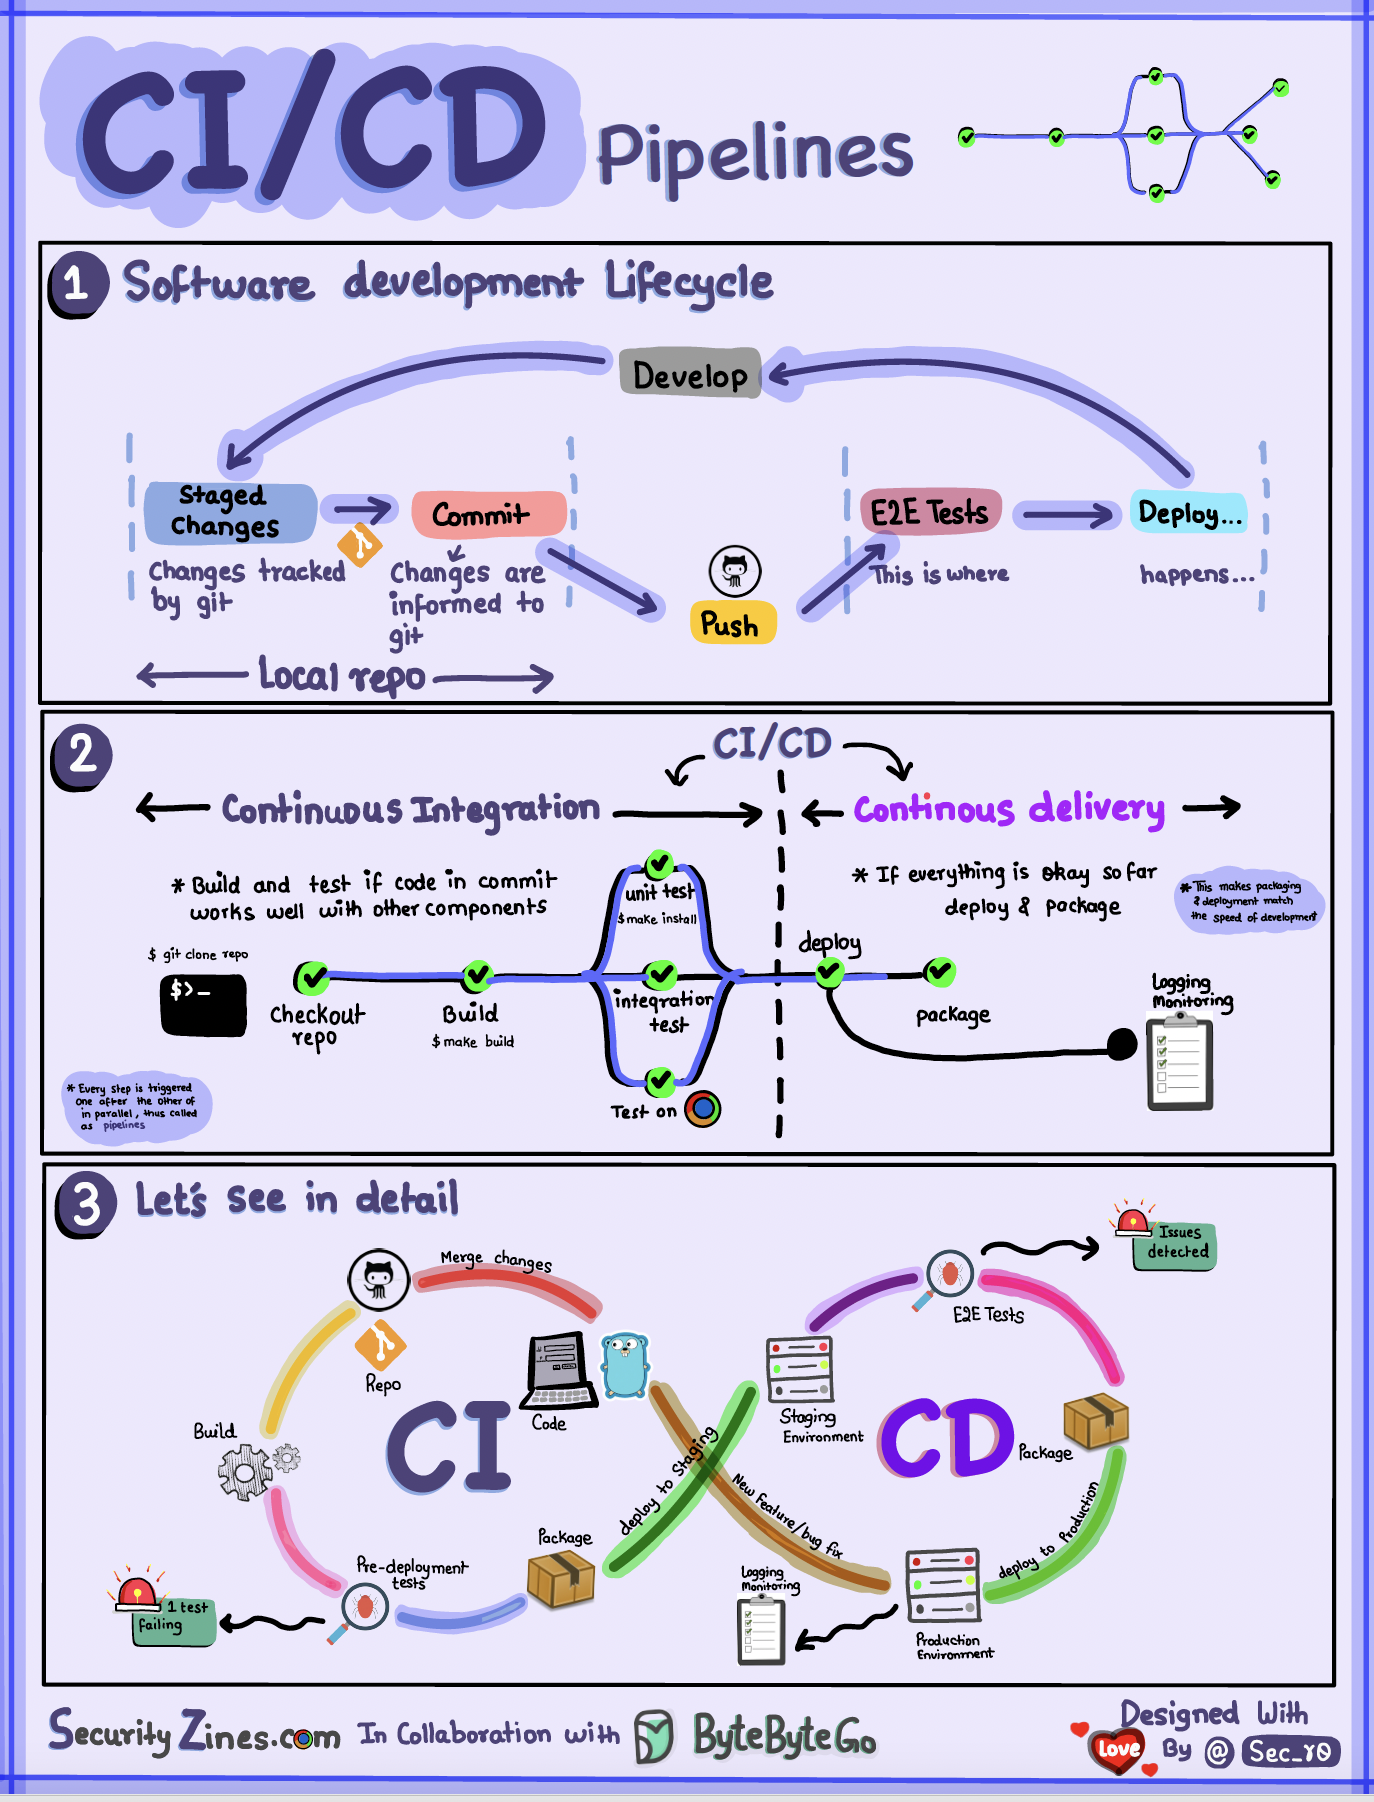 CI/CD Pipelines
1 Software development Lifecycle
Develop
Staged
Changes
Commit
E2E Tests
Deploy...
Changes tracked
by git
Changes are
informed to
git
Push
This is where
happens...
Local repo
2
CI/CD
Continuous Integration
Continous delivery
* Build and test if code in commit
works well with other components
unit test
$ make install
* If everything is okay so far
deploy & package
* This makes packaging
& deployment match
the speed of development
$ git clone repo
$>_
Checkout
repo
Build
$ make build
integration
test
Test on
deploy
package
Logging
Monitoring
* Every step is triggered
one after the other of
in parallel, thus called
as pipelines
3 Let's see in detail
Merge changes
Repo
Code
Build
CI
Pre-deployment
tests
1 test
failing
Package
deploy to Staging
New feature/bug fix
Staging
Environment
E2E Tests
Issues
detected
CD
Package
deploy to Production
Production
Environment
Logging
Monitoring
SecurityZines.com In Collaboration with ByteByteGo
Designed With
Love By @ Sec_r0